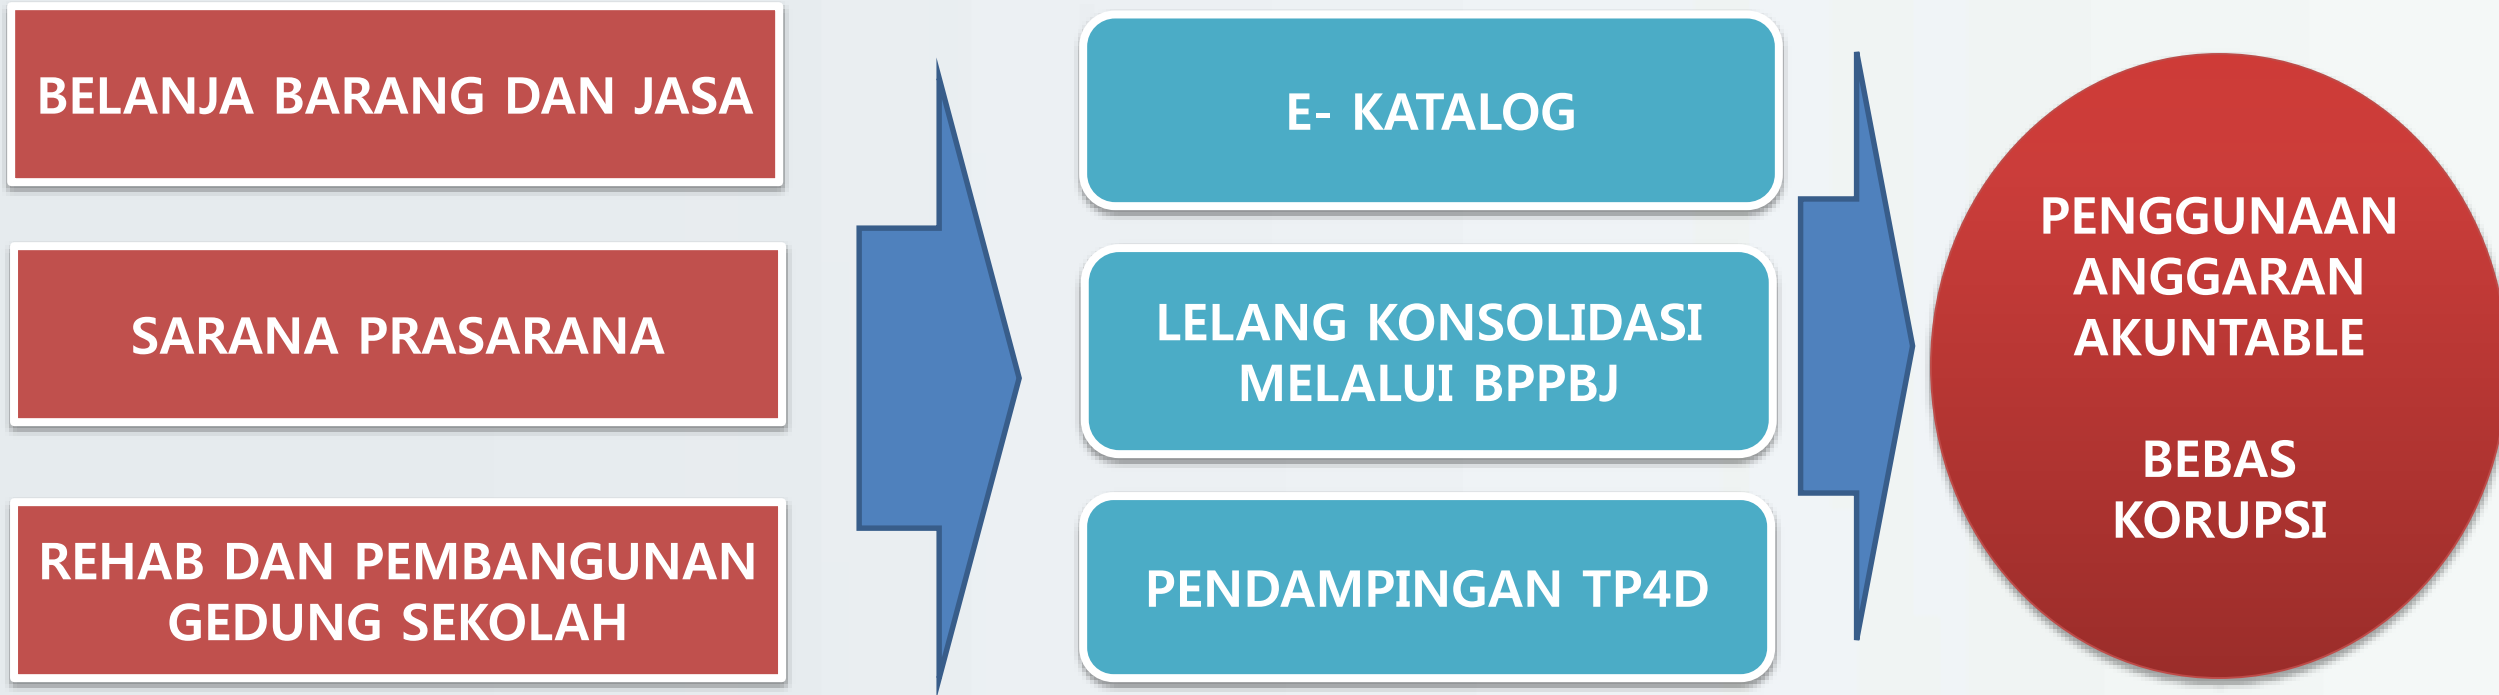 BELANJA BARANG DAN JASA
SARANA PRASARANA
REHAB DAN PEMBANGUNAN
GEDUNG SEKOLAH
E- KATALOG
LELANG KONSOLIDASI
MELALUI BPPBJ
PENDAMPINGAN TP4D
PENGGUNAAN
ANGGARAN
AKUNTABLE
BEBAS
KORUPSI